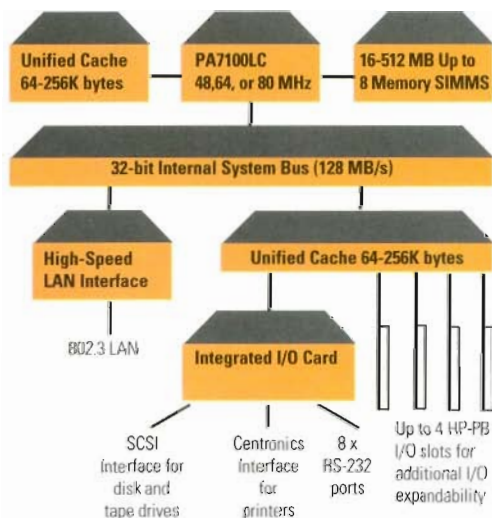 Unified Cache
64-256K bytes
PA7100LC
48,64, or 80 MHz
16-512 MB Up to
8 Memory SIMMS
32-bit Internal System Bus (128 MB/s)
High-Speed
LAN Interface
Unified Cache 64-256K bytes
802.3 LAN
Integrated I/O Card
SCSI
interface for
disk and
tape drives
Centronics
Interface
for
printers
8 x
RS-232
ports
Up to 4 HP-PB
I/O slots for
additional I/O
expandability